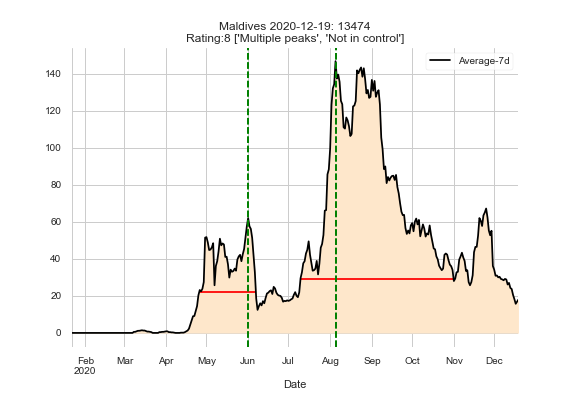 Maldives 2020-12-19: 13474
Rating:8 ['Multiple peaks', 'Not in control']
Average-7d
140
120
100
80
60
40
20
0
Feb Mar Apr May Jun Jul Aug Sep Oct Nov Dec
2020
Date